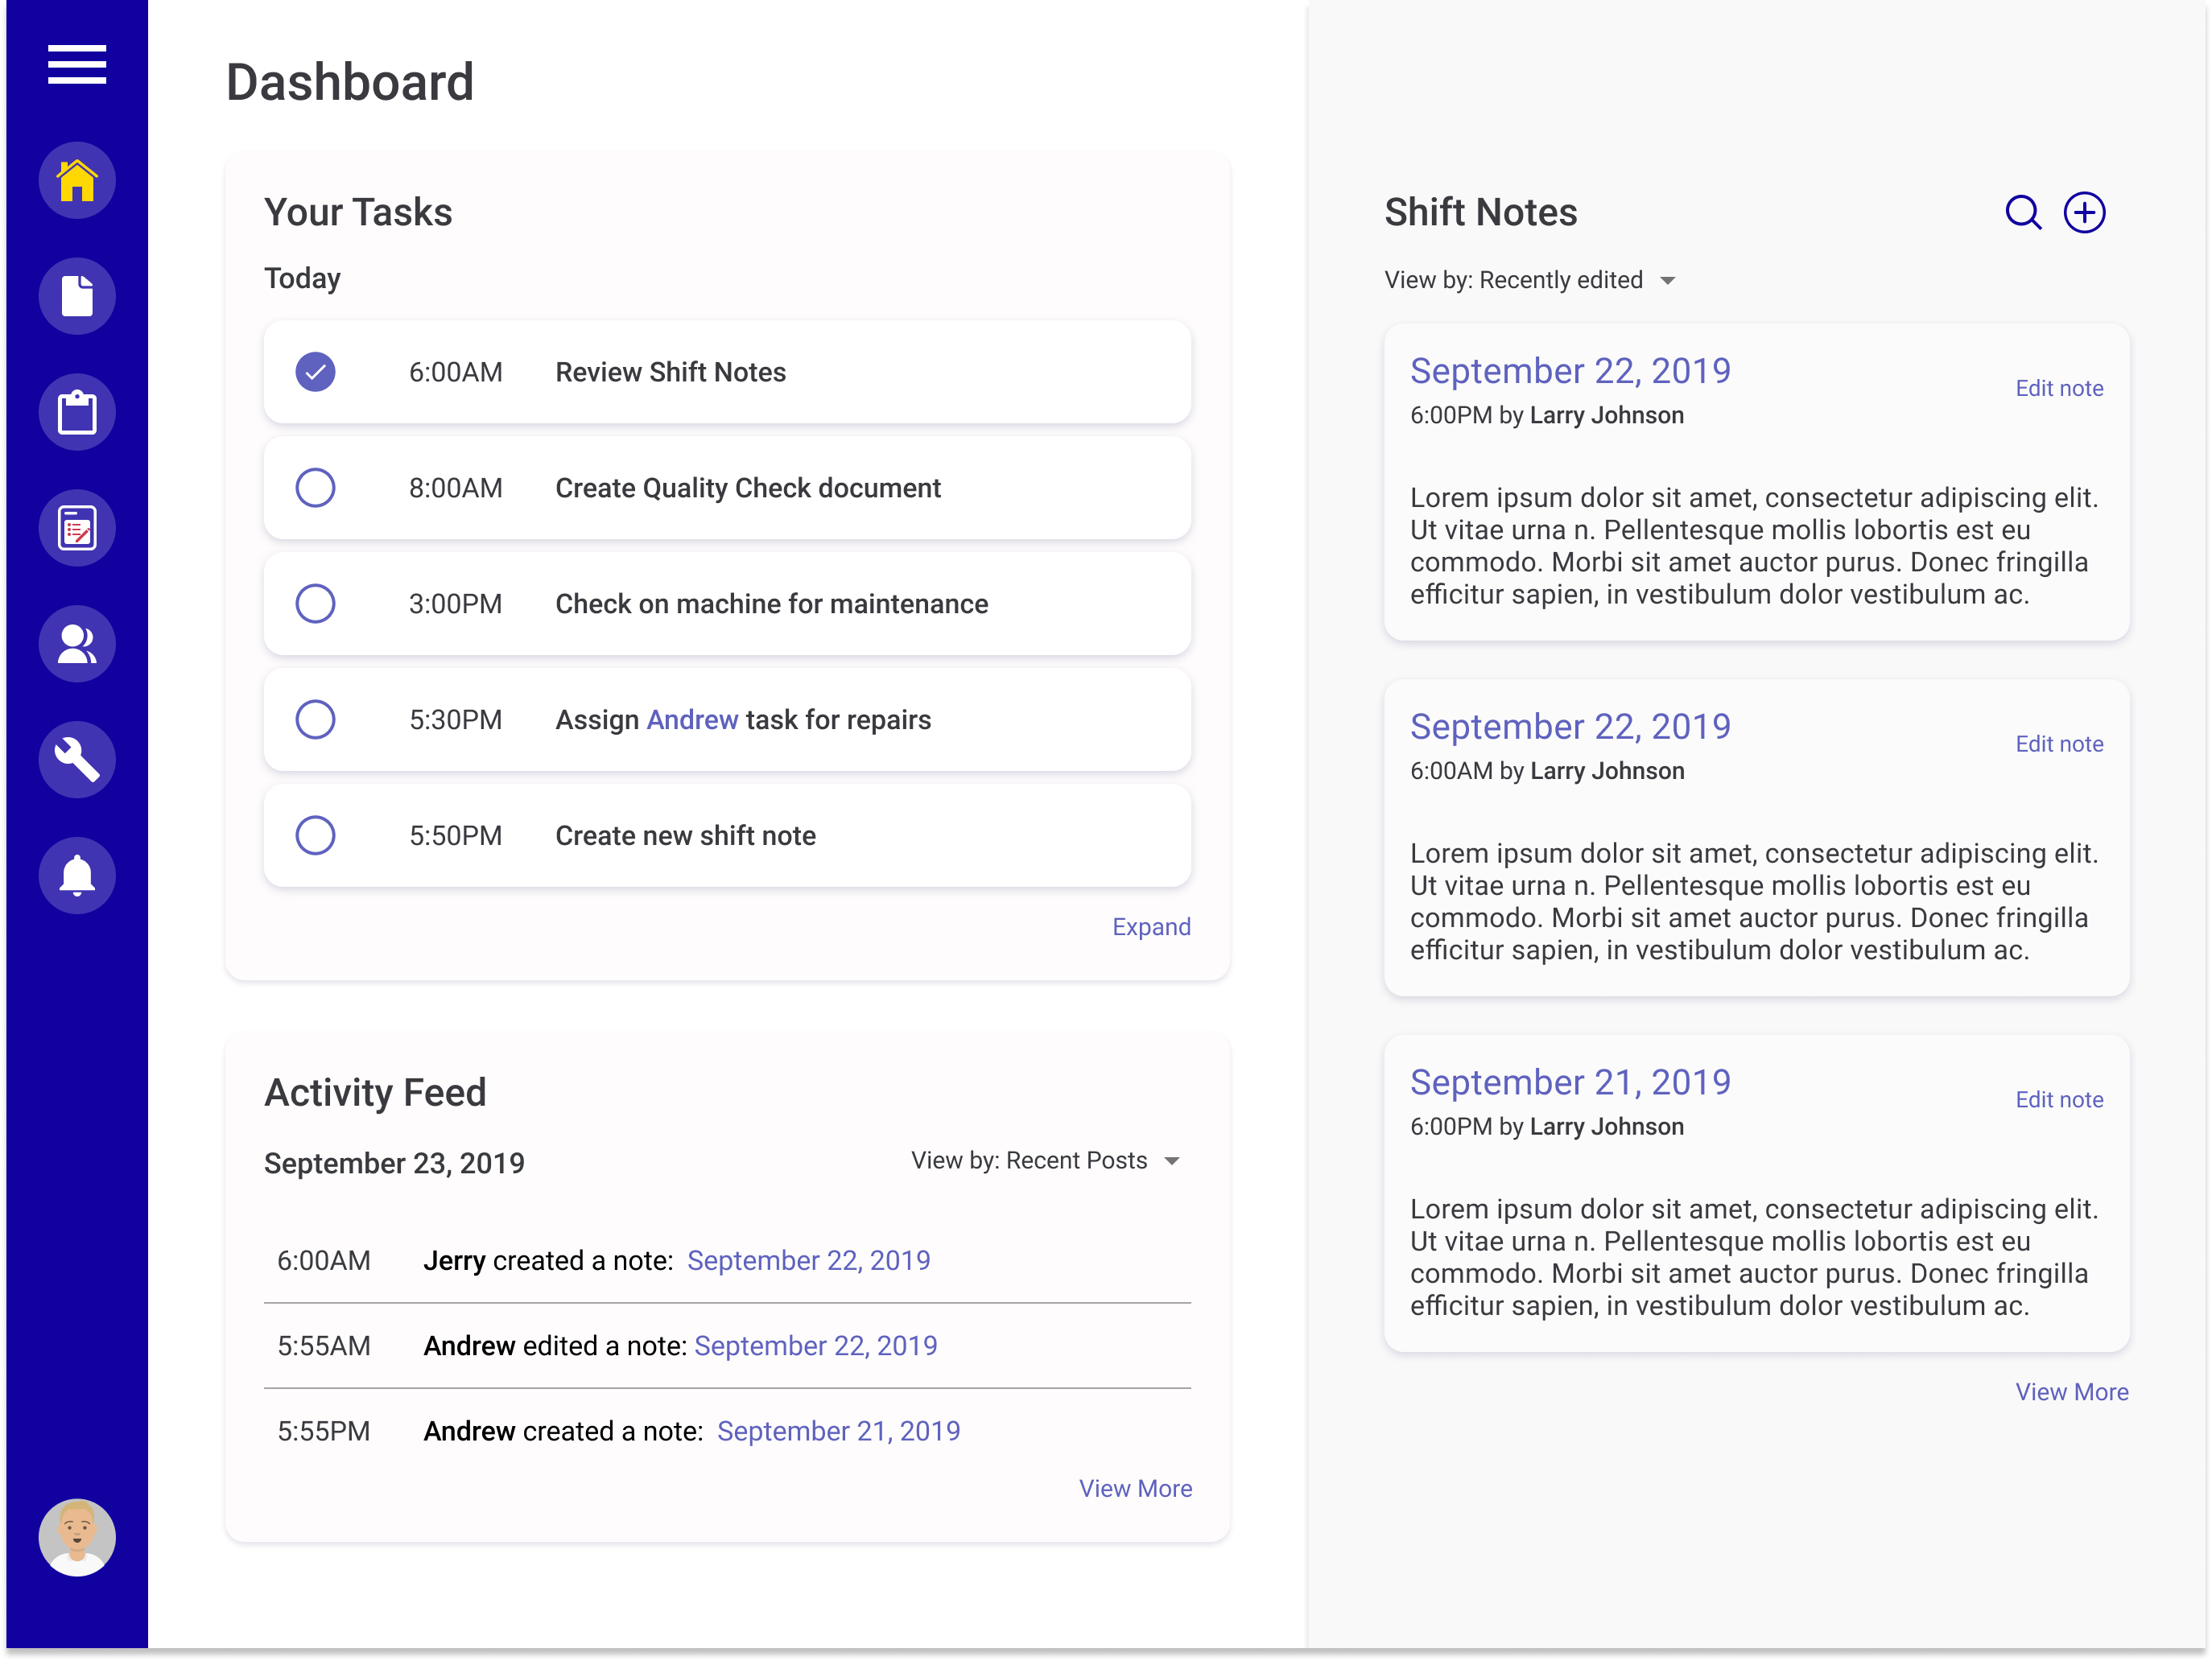 Dashboard
Your Tasks
Today
6:00AM Review Shift Notes
8:00AM Create Quality Check document
3:00PM Check on machine for maintenance
5:30PM Assign Andrew task for repairs
5:50PM Create new shift note
Expand
Activity Feed
September 23, 2019 View by: Recent Posts
6:00AM Jerry created a note: September 22, 2019
5:55AM Andrew edited a note: September 22, 2019
5:55PM Andrew created a note: September 21, 2019
View More
Shift Notes
View by: Recently edited
September 22, 2019
Edit note
6:00PM by Larry Johnson
Lorem ipsum dolor sit amet, consectetur adipiscing elit.
Ut vitae urna n. Pellentesque mollis lobortis est eu
commodo. Morbi sit amet auctor purus. Donec fringilla
efficitur sapien, in vestibulum dolor vestibulum ac.
September 22, 2019
Edit note
6:00AM by Larry Johnson
Lorem ipsum dolor sit amet, consectetur adipiscing elit.
Ut vitae urna n. Pellentesque mollis lobortis est eu
commodo. Morbi sit amet auctor purus. Donec fringilla
efficitur sapien, in vestibulum dolor vestibulum ac.
September 21, 2019
Edit note
6:00PM by Larry Johnson
Lorem ipsum dolor sit amet, consectetur adipiscing elit.
Ut vitae urna n. Pellentesque mollis lobortis est eu
commodo. Morbi sit amet auctor purus. Donec fringilla
efficitur sapien, in vestibulum dolor vestibulum ac.
View More